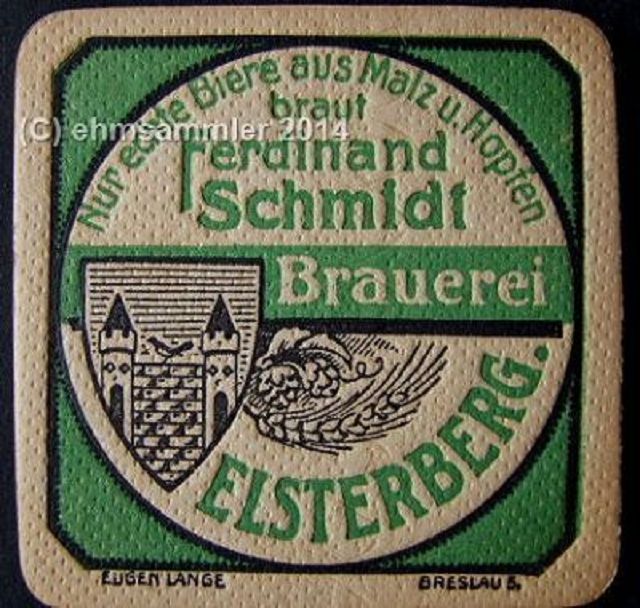 Nur echte Biere aus Malz u. Hopfen
braut
Ferdinand
Schmidt
Brauerei
ELSTERBERG.
EUGEN LANGE
BRESLAU 5.
(C) ehmsammler 2014